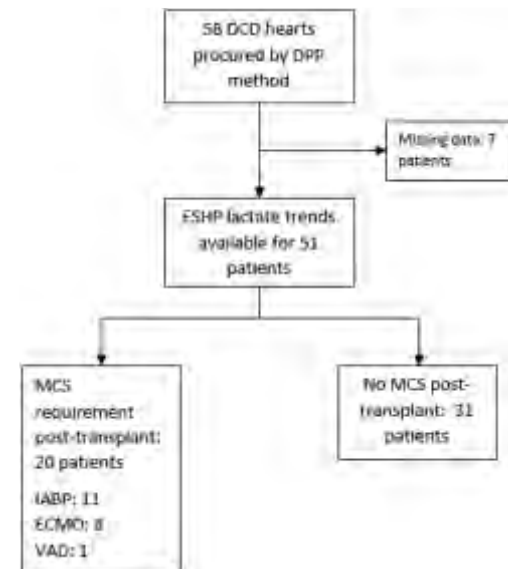 58 DCD hearts
procured by DPP
method
Missing data: 7
patients
ESHP lactate trends
available for 51
patients
MCS
requirement
post-transplant:
20 patients
IABP: 11
ECMO: 8
VAD: 1
No MCS post-
transplant: 31
patients